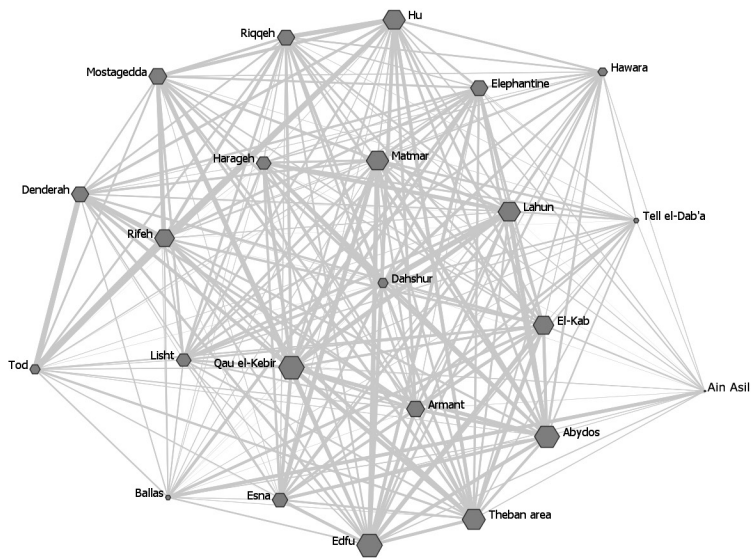 Hu
Riqqeh
Hawara
Mostagedda
Elephantine
Harageh
Matmar
Denderah
Lahun
Tell el-Dab'a
Rifeh
Dahshur
El-Kab
Lisht
Qau el-Kebir
Tod
Ain Asil
Armant
Abydos
Ballas
Esna
Theban area
Edfu